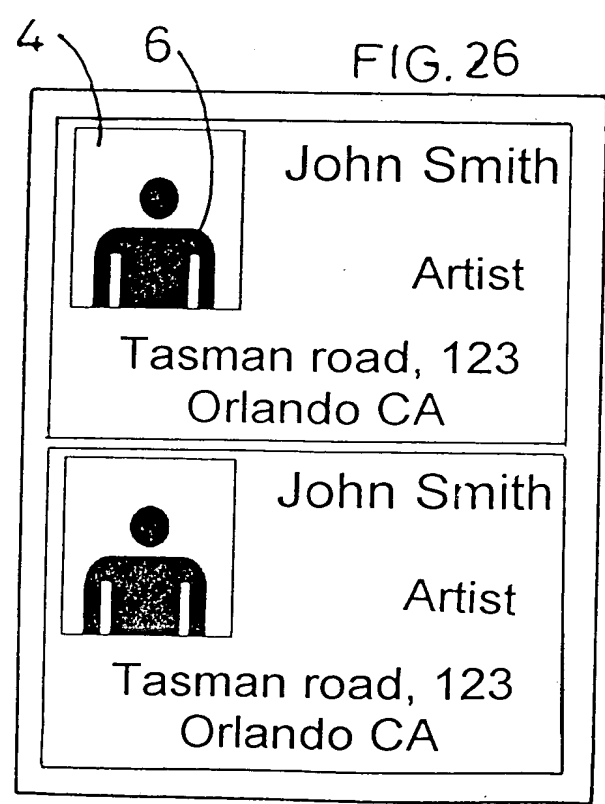 4 6 FIG. 26
John Smith
Artist
Tasman road, 123
Orlando CA
John Smith
Artist
Tasman road, 123
Orlando CA